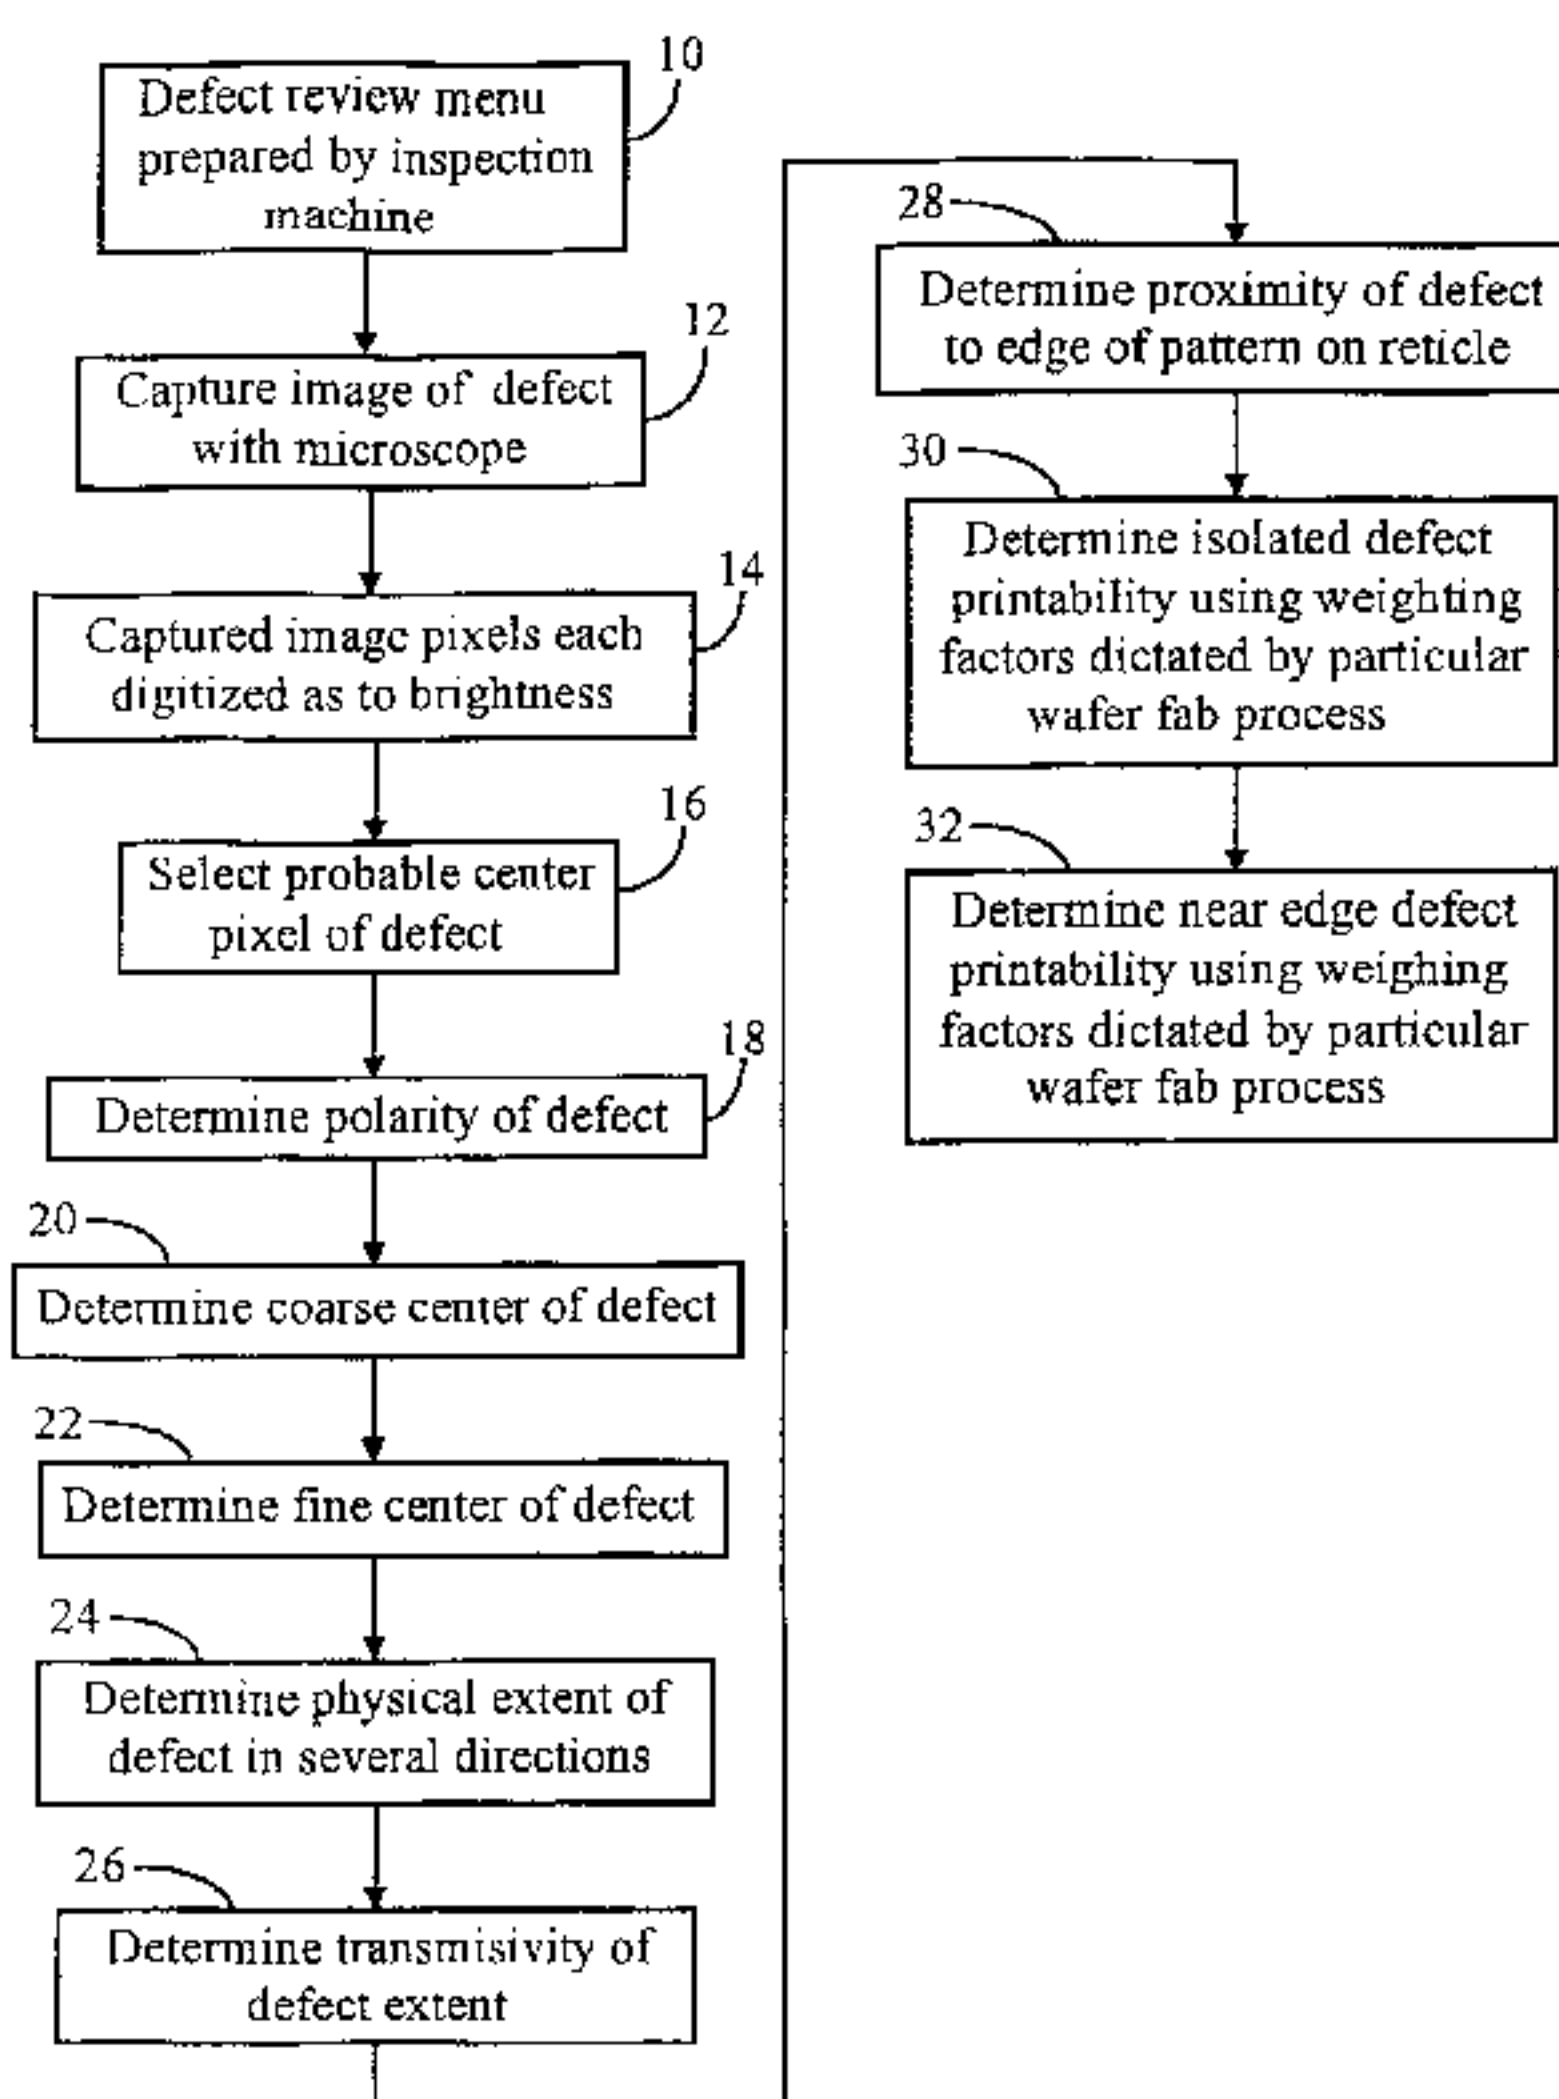 10
Defect review menu
prepared by inspection
machine
12
Capture image of defect
with microscope
14
Captured image pixels each
digitized as to brightness
16
Select probable center
pixel of defect
18
Determine polarity of defect
20
Determine coarse center of defect
22
Determine fine center of defect
24
Determine physical extent of
defect in several directions
26
Determine transmisivity of
defect extent
28
Determine proximity of defect
to edge of pattern on reticle
30
Determine isolated defect
printability using weighting
factors dictated by particular
wafer fab process
32
Determine near edge defect
printability using weighing
factors dictated by particular
wafer fab process